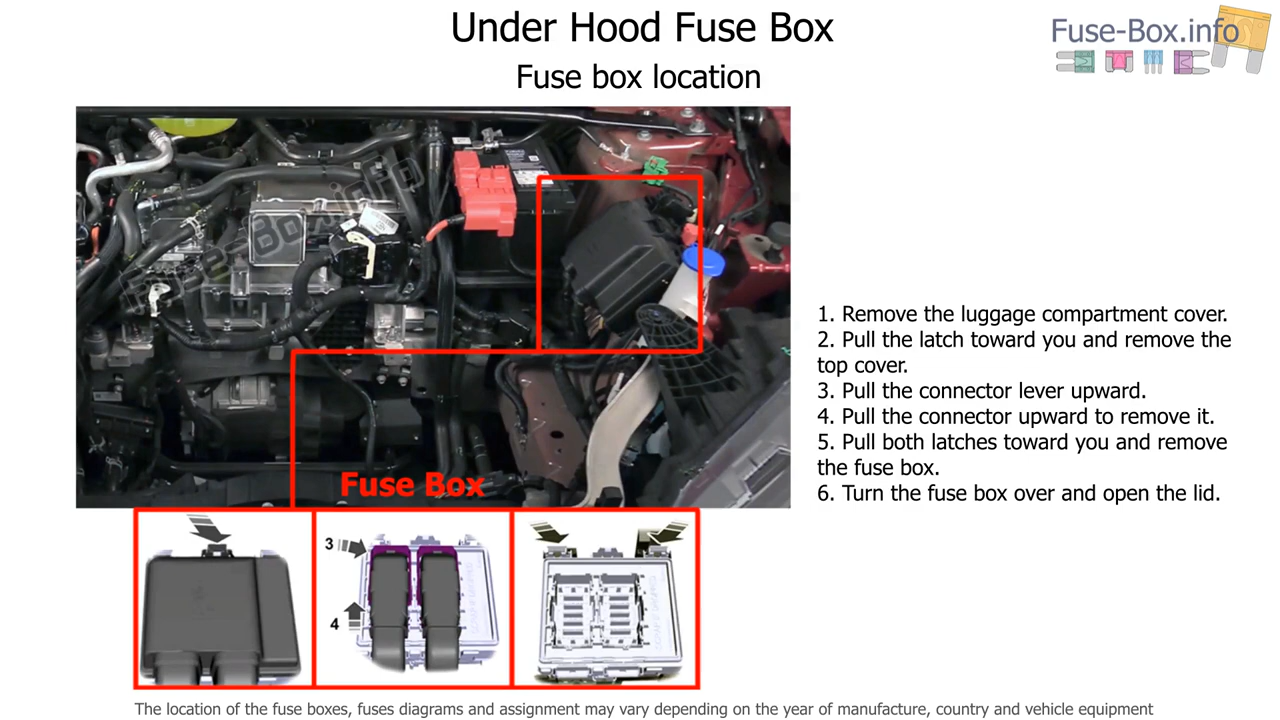 Under Hood Fuse Box
Fuse-Box.info
Fuse box location
Fuse-Box.info
1. Remove the luggage compartment cover.
2. Pull the latch toward you and remove the
top cover.
3. Pull the connector lever upward.
4. Pull the connector upward to remove it.
5. Pull both latches toward you and remove
the fuse box.
6. Turn the fuse box over and open the lid.
Fuse Box
3
4
The location of the fuse boxes, fuses diagrams and assignment may vary depending on the year of manufacture, country and vehicle equipment